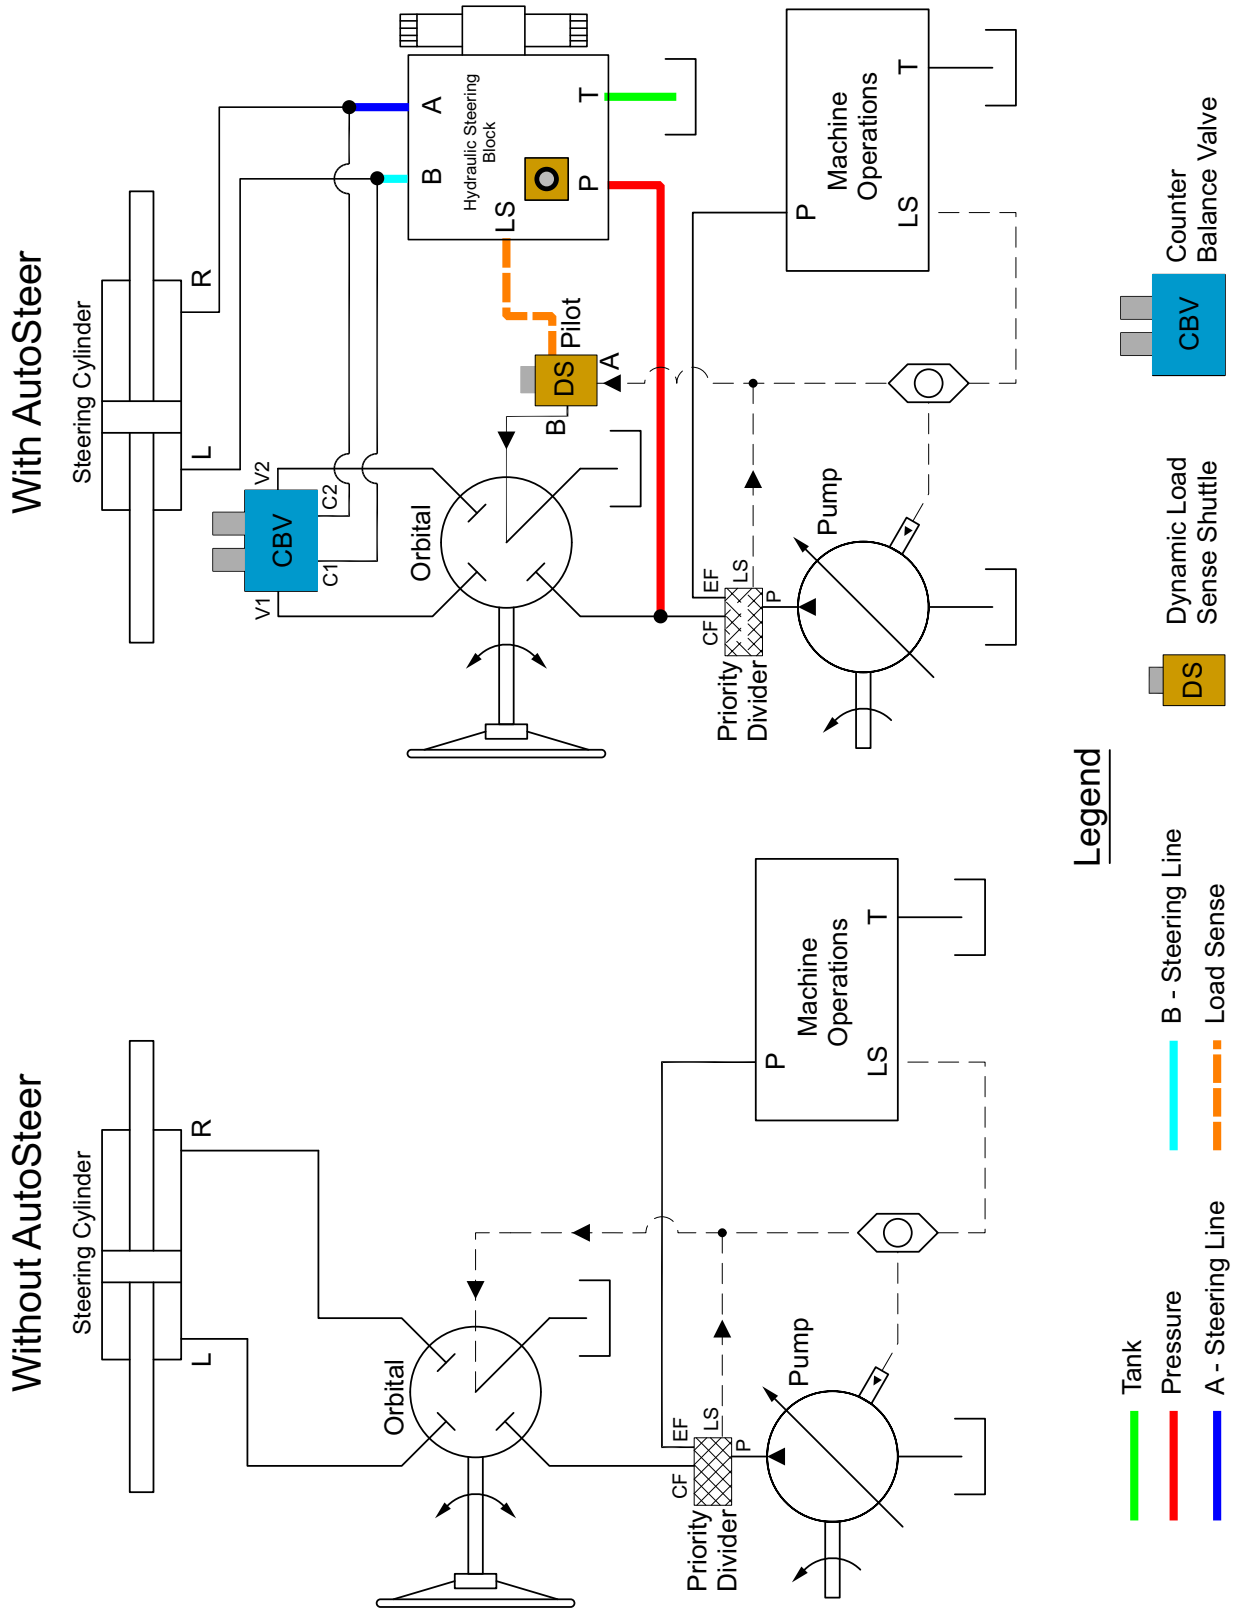 Without AutoSteer
Steering Cylinder
L
R
Orbital
Priority
Divider
CF
EF
LS
P
Pump
P
Machine
Operations
LS
T
With AutoSteer
Steering Cylinder
L
R
V1
V2
CBV
C1
C2
Orbital
B
DS
Pilot
A
B
A
Hydraulic Steering
Block
LS
P
T
Priority
Divider
CF
EF
LS
P
Pump
P
Machine
Operations
LS
T
Legend
Tank
Pressure
A - Steering Line
B - Steering Line
Load Sense
DS
Dynamic Load
Sense Shuttle
CBV
Counter
Balance Valve